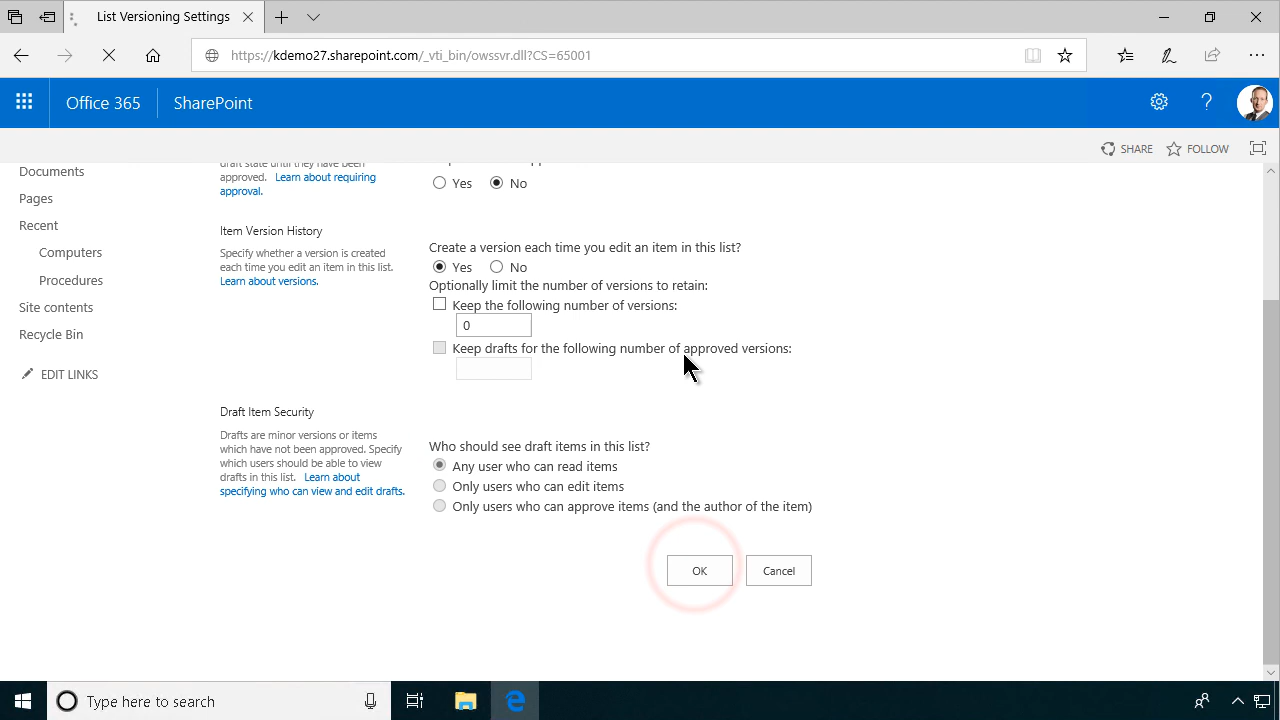 List Versioning Settings
https://kdemo27.sharepoint.com/_vti_bin/owssvr.dll?CS=65001
Office 365
SharePoint
?
SHARE
FOLLOW
Documents
Pages
Recent
Computers
Procedures
Site contents
Recycle Bin
EDIT LINKS
draft state until they have been
approved. Learn about requiring
approval.
Yes
No
Item Version History
Specify whether a version is created
each time you edit an item in this list.
Learn about versions.
Create a version each time you edit an item in this list?
Yes
No
Optionally limit the number of versions to retain:
Keep the following number of versions:
0
Keep drafts for the following number of approved versions:
Draft Item Security
Drafts are minor versions or items
which have not been approved. Specify
which users should be able to view
drafts in this list. Learn about
specifying who can view and edit drafts.
Who should see draft items in this list?
Any user who can read items
Only users who can edit items
Only users who can approve items (and the author of the item)
OK
Cancel
Type here to search